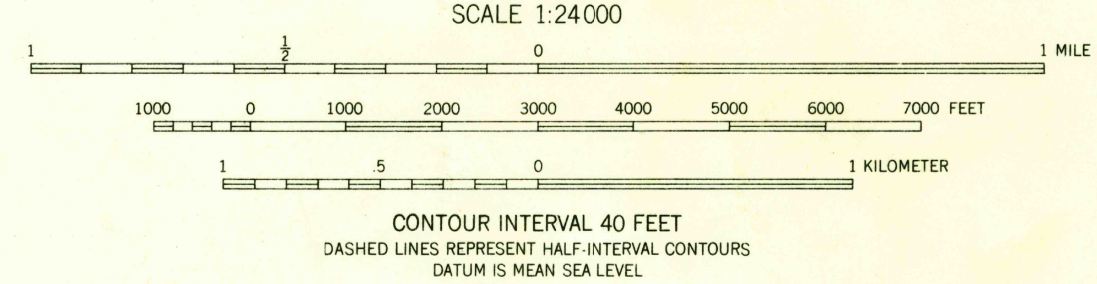 SCALE 1:24000
1 1/2 0 1 MILE
1000 0 1000 2000 3000 4000 5000 6000 7000 FEET
1 .5 0 1 KILOMETER
CONTOUR INTERVAL 40 FEET
DASHED LINES REPRESENT HALF-INTERVAL CONTOURS
DATUM IS MEAN SEA LEVEL